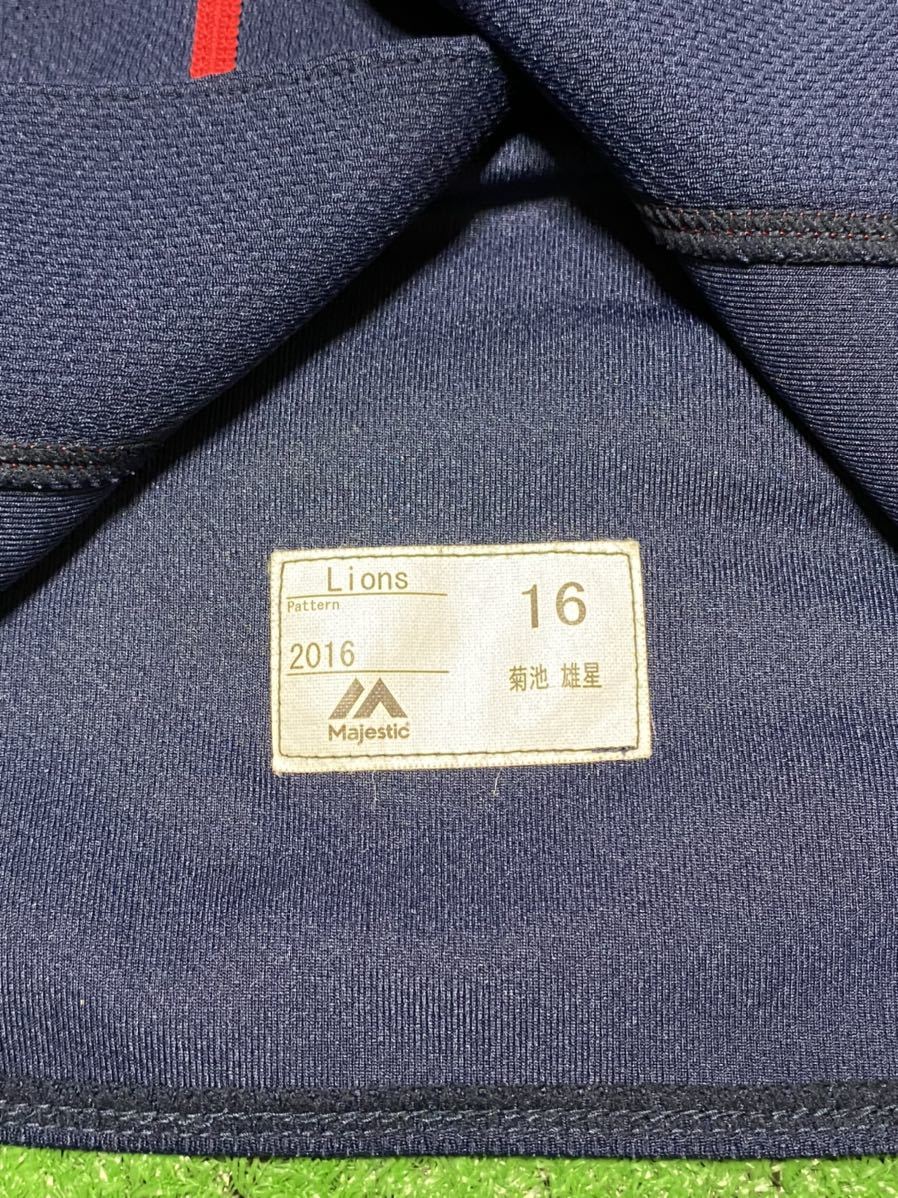 Lions
Pattern
2016
Majestic
16
菊池 雄星